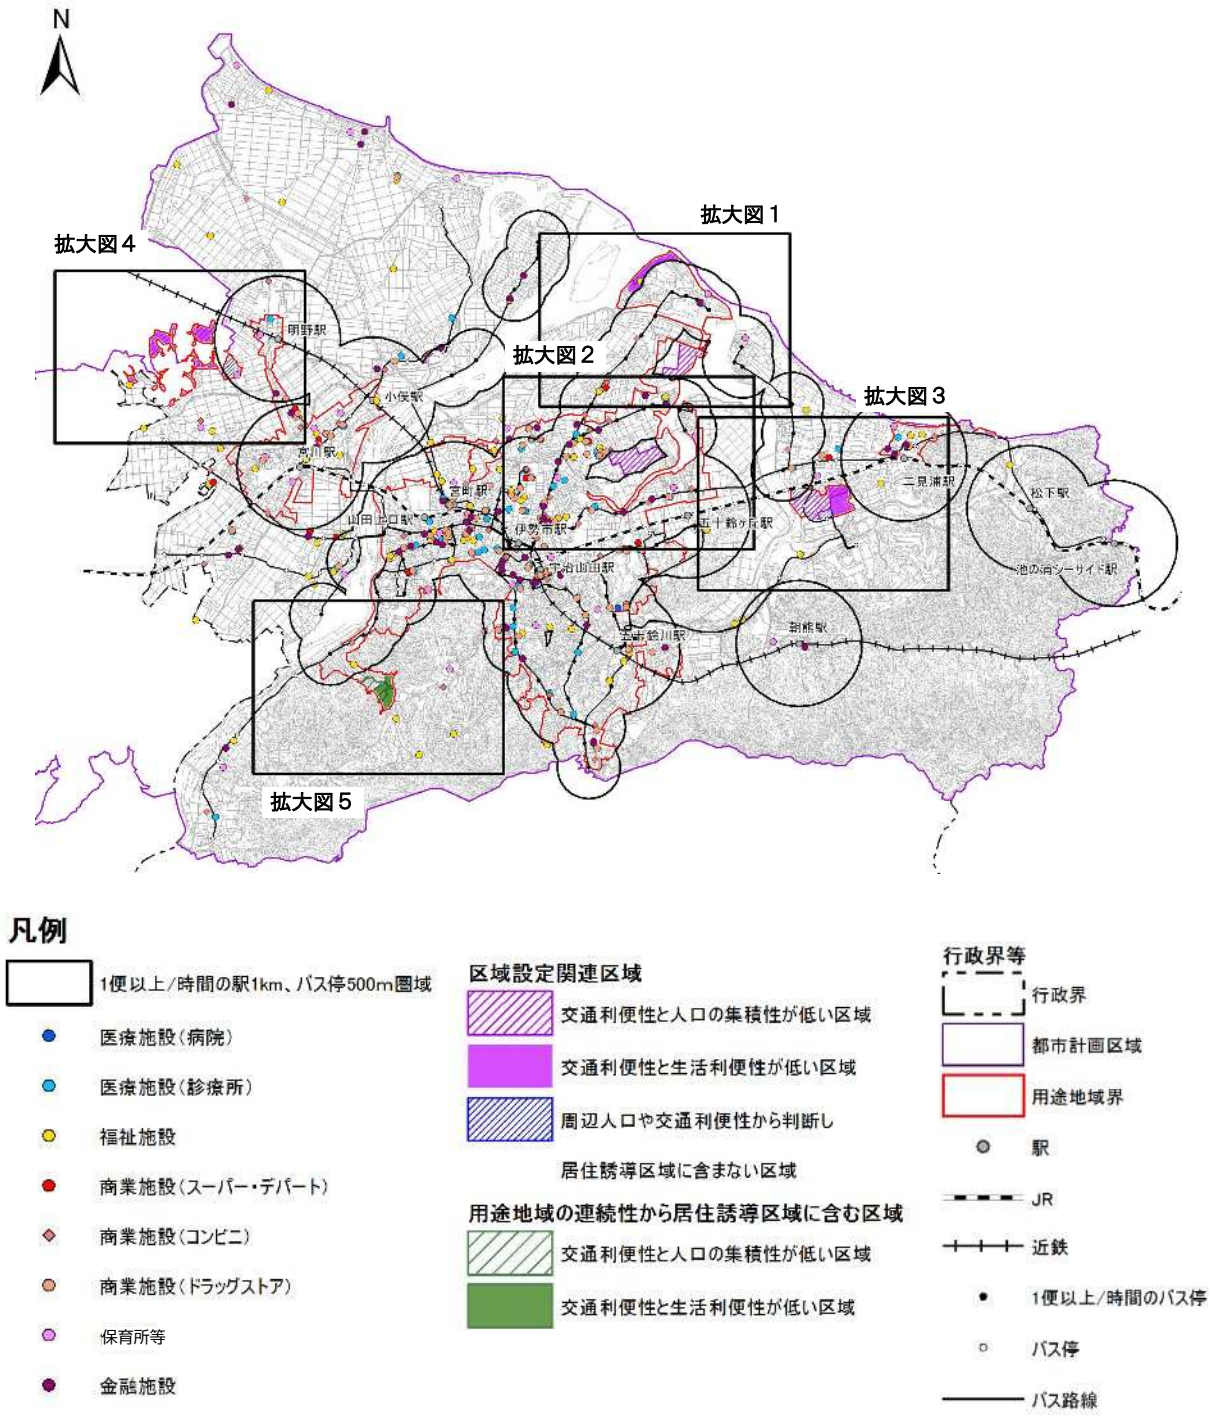 N
拡大図1
拡大図4
明野駅
拡大図2
小俣駅
拡大図3
宮川駅
宮町駅
二見浦駅
松下駅
山田上口駅
伊勢市駅
五十鈴ヶ丘駅
宇治山田駅
池の浦シーサイド駅
朝熊駅
五十鈴川駅
拡大図5
凡例
1便以上/時間の駅1km、バス停500m圏域
医療施設(病院)
医療施設(診療所)
福祉施設
商業施設(スーパー・デパート)
商業施設(コンビニ)
商業施設(ドラッグストア)
保育所等
金融施設
区域設定関連区域
交通利便性と人口の集積性が低い区域
交通利便性と生活利便性が低い区域
周辺人口や交通利便性から判断し
居住誘導区域に含まない区域
用途地域の連続性から居住誘導区域に含む区域
交通利便性と人口の集積性が低い区域
交通利便性と生活利便性が低い区域
行政界等
行政界
都市計画区域
用途地域界
駅
JR
近鉄
1便以上/時間のバス停
バス停
バス路線